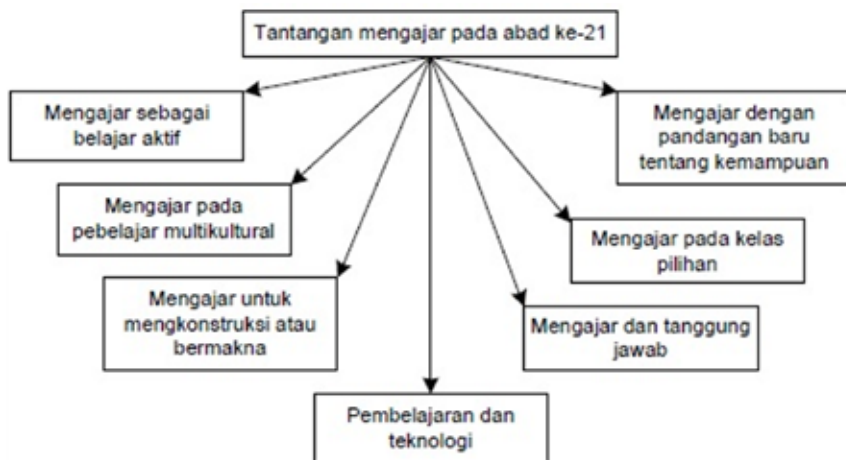 Tantangan mengajar pada abad ke-21
Mengajar sebagai
belajar aktif
Mengajar dengan
pandangan baru
tentang kemampuan
Mengajar pada
pebelajar multikultural
Mengajar pada kelas
pilihan
Mengajar untuk
mengkonstruksi atau
bermakna
Mengajar dan tanggung
jawab
Pembelajaran dan
teknologi